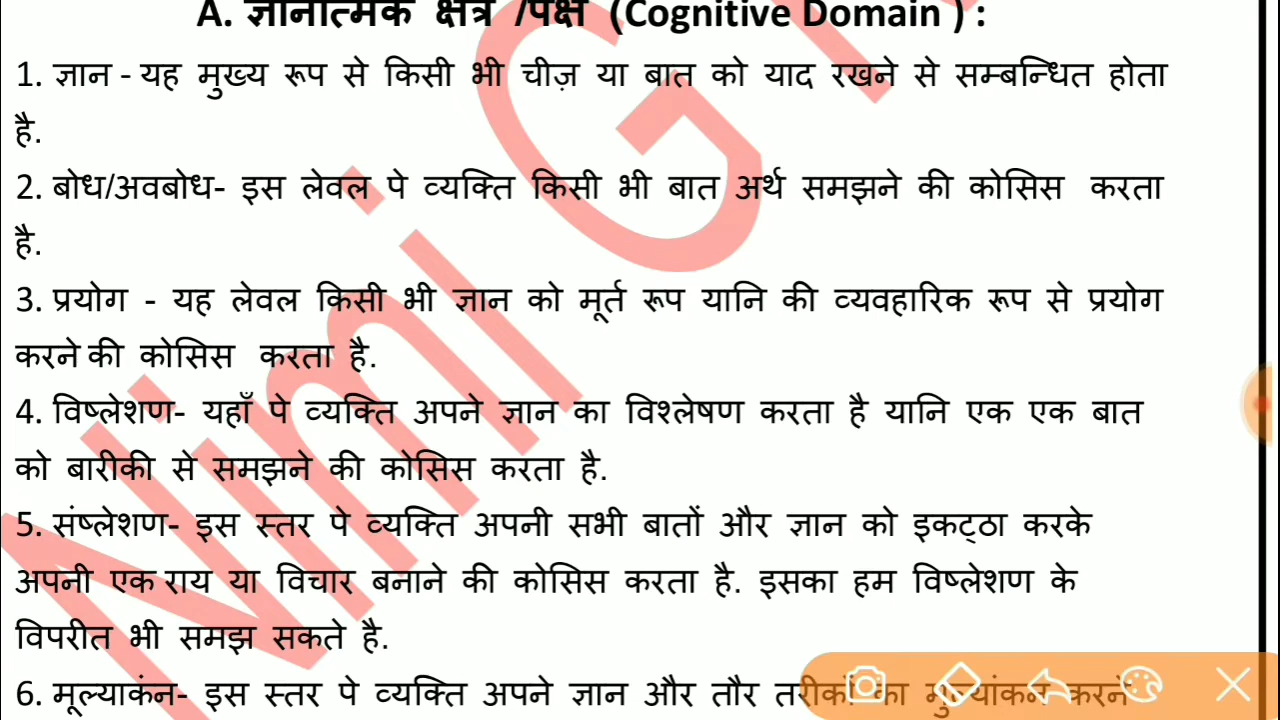 A. ज्ञानात्मक क्षेत्र /पक्ष (Cognitive Domain ) :
1. ज्ञान - यह मुख्य रूप से किसी भी चीज़ या बात को याद रखने से सम्बन्धित होता
है.
2. बोध/अवबोध- इस लेवल पे व्यक्ति किसी भी बात अर्थ समझने की कोसिस करता
है.
3. प्रयोग - यह लेवल किसी भी ज्ञान को मूर्त रूप यानि की व्यवहारिक रूप से प्रयोग
करने की कोसिस करता है.
4. विष्लेशण- यहाँ पे व्यक्ति अपने ज्ञान का विश्लेषण करता है यानि एक एक बात
को बारीकी से समझने की कोसिस करता है.
5. संष्लेशण- इस स्तर पे व्यक्ति अपनी सभी बातों और ज्ञान को इकट्ठा करके
अपनी एक राय या विचार बनाने की कोसिस करता है. इसका हम विष्लेशण के
विपरीत भी समझ सकते है.
6. मूल्याकंन- इस स्तर पे व्यक्ति अपने ज्ञान और तौर तरीकों का मुल्यांकन करने